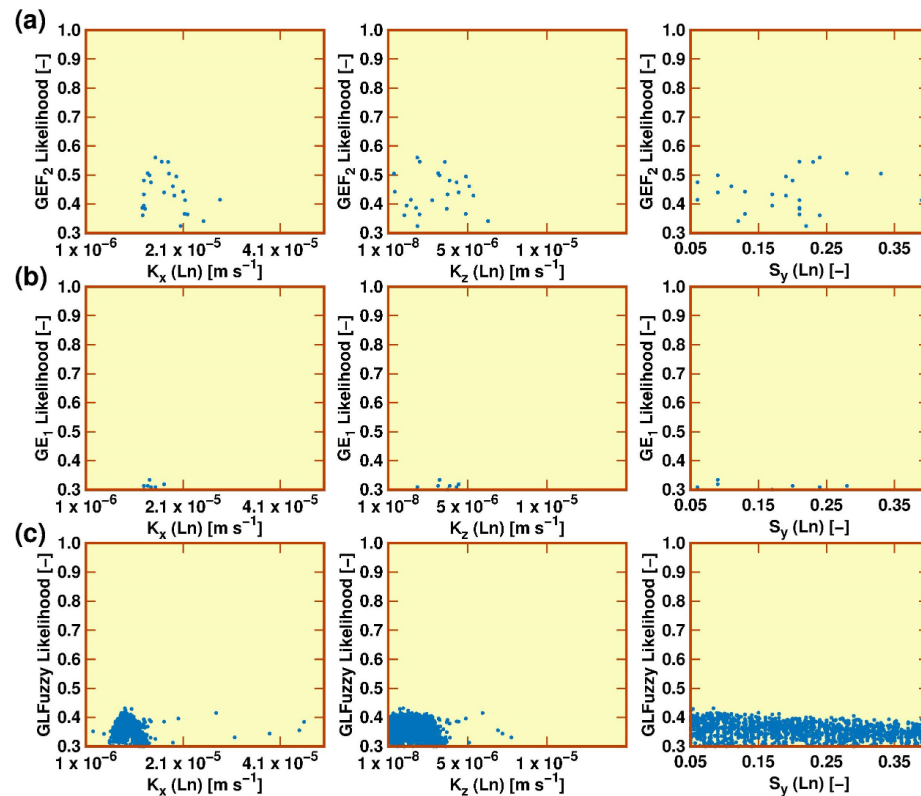 (a)
GEF₂ Likelihood [–]
1.0
0.9
0.8
0.7
0.6
0.5
0.4
0.3
1 x 10⁻⁶ 2.1 x 10⁻⁵ 4.1 x 10⁻⁵
Kₓ (Ln) [m s⁻¹]
GEF₂ Likelihood [–]
1.0
0.9
0.8
0.7
0.6
0.5
0.4
0.3
1 x 10⁻⁸ 5 x 10⁻⁶ 1 x 10⁻⁵
K_z (Ln) [m s⁻¹]
GEF₂ Likelihood [–]
1.0
0.9
0.8
0.7
0.6
0.5
0.4
0.3
0.05 0.15 0.25 0.35
S_y (Ln) [–]
(b)
GE₁ Likelihood [–]
1.0
0.9
0.8
0.7
0.6
0.5
0.4
0.3
1 x 10⁻⁶ 2.1 x 10⁻⁵ 4.1 x 10⁻⁵
Kₓ (Ln) [m s⁻¹]
GE₁ Likelihood [–]
1.0
0.9
0.8
0.7
0.6
0.5
0.4
0.3
1 x 10⁻⁸ 5 x 10⁻⁶ 1 x 10⁻⁵
K_z (Ln) [m s⁻¹]
GE₁ Likelihood [–]
1.0
0.9
0.8
0.7
0.6
0.5
0.4
0.3
0.05 0.15 0.25 0.35
S_y (Ln) [–]
(c)
GLFuzzy Likelihood [–]
1.0
0.9
0.8
0.7
0.6
0.5
0.4
0.3
1 x 10⁻⁶ 2.1 x 10⁻⁵ 4.1 x 10⁻⁵
Kₓ (Ln) [m s⁻¹]
GLFuzzy Likelihood [–]
1.0
0.9
0.8
0.7
0.6
0.5
0.4
0.3
1 x 10⁻⁸ 6 x 10⁻⁶ 1 x 10⁻⁵
K_z (Ln) [m s⁻¹]
GLFuzzy Likelihood [–]
1.0
0.9
0.8
0.7
0.6
0.5
0.4
0.3
0.05 0.15 0.25 0.35
S_y (Ln) [–]